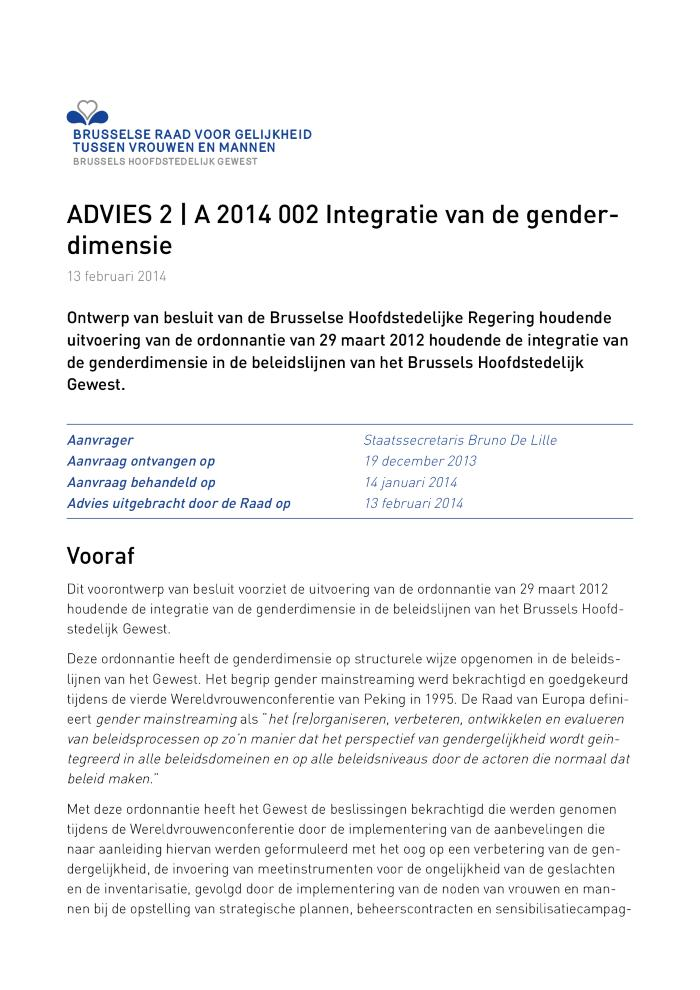 BRUSSELSE RAAD VOOR GELIJKHEID
TUSSEN VROUWEN EN MANNEN
BRUSSELS HOOFDSTEDELIJK GEWEST
ADVIES 2 | A 2014 002 Integratie van de gender-
dimensie
13 februari 2014
Ontwerp van besluit van de Brusselse Hoofdstedelijke Regering houdende
uitvoering van de ordonnantie van 29 maart 2012 houdende de integratie van
de genderdimensie in de beleidslijnen van het Brussels Hoofdstedelijk
Gewest.
Aanvrager Staatssecretaris Bruno De Lille
Aanvraag ontvangen op 19 december 2013
Aanvraag behandeld op 14 januari 2014
Advies uitgebracht door de Raad op 13 februari 2014
Vooraf
Dit voorontwerp van besluit voorziet de uitvoering van de ordonnantie van 29 maart 2012
houdende de integratie van de genderdimensie in de beleidslijnen van het Brussels Hoofd-
stedelijk Gewest.
Deze ordonnantie heeft de genderdimensie op structurele wijze opgenomen in de beleids-
lijnen van het Gewest. Het begrip gender mainstreaming werd bekrachtigd en goedgekeurd
tijdens de vierde Wereldvrouwenconferentie van Peking in 1995. De Raad van Europa defini-
eert gender mainstreaming als "het (re)organiseren, verbeteren, ontwikkelen en evalueren
van beleidsprocessen op zo'n manier dat het perspectief van gendergelijkheid wordt geïn-
tegreerd in alle beleidsdomeinen en op alle beleidsniveaus door de actoren die normaal dat
beleid maken."
Met deze ordonnantie heeft het Gewest de beslissingen bekrachtigd die werden genomen
tijdens de Wereldvrouwenconferentie door de implementering van de aanbevelingen die
naar aanleiding hiervan werden geformuleerd met het oog op een verbetering van de gen-
dergelijkheid, de invoering van meetinstrumenten voor de ongelijkheid van de geslachten
en de inventarisatie, gevolgd door de implementering van de noden van vrouwen en man-
nen bij de opstelling van strategische plannen, beheerscontracten en sensibilisatiecampag-